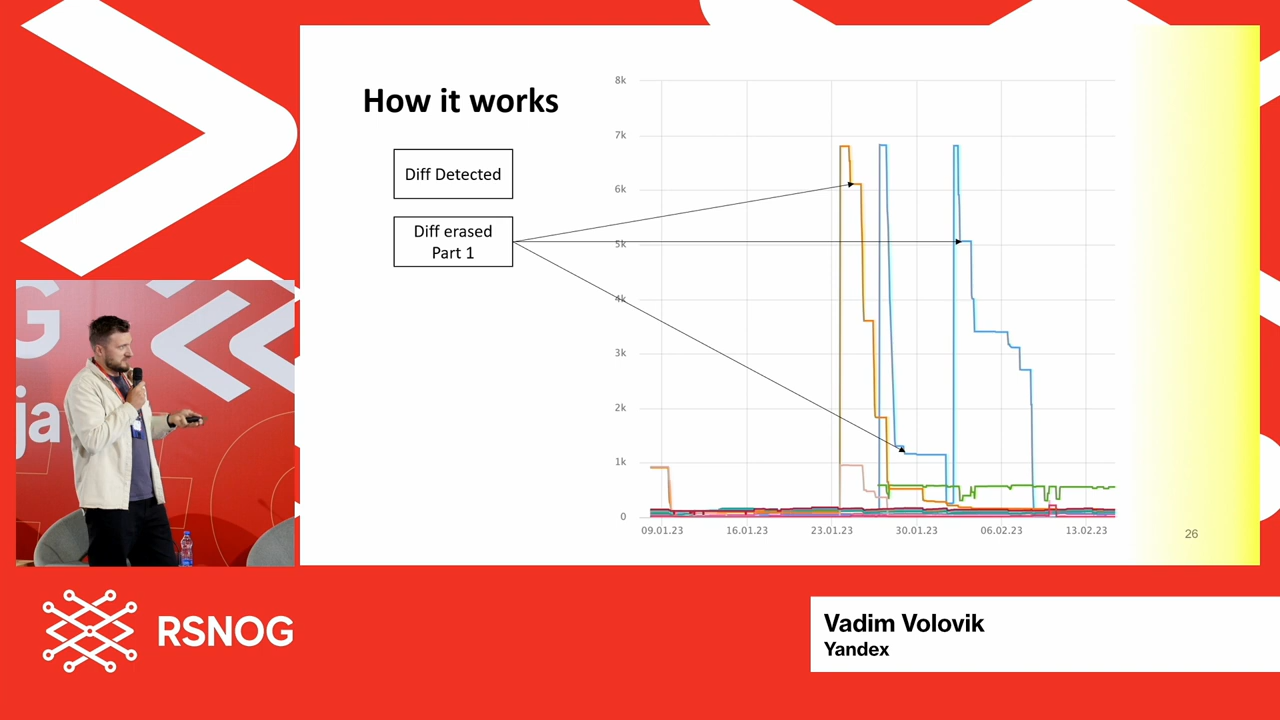 How it works
Diff Detected
Diff erased
Part 1
8k
7k
6k
5k
4k
3k
2k
1k
0
09.01.23
16.01.23
23.01.23
30.01.23
06.02.23
13.02.23
26
G
ja
RSNOG
Vadim Volovik
Yandex